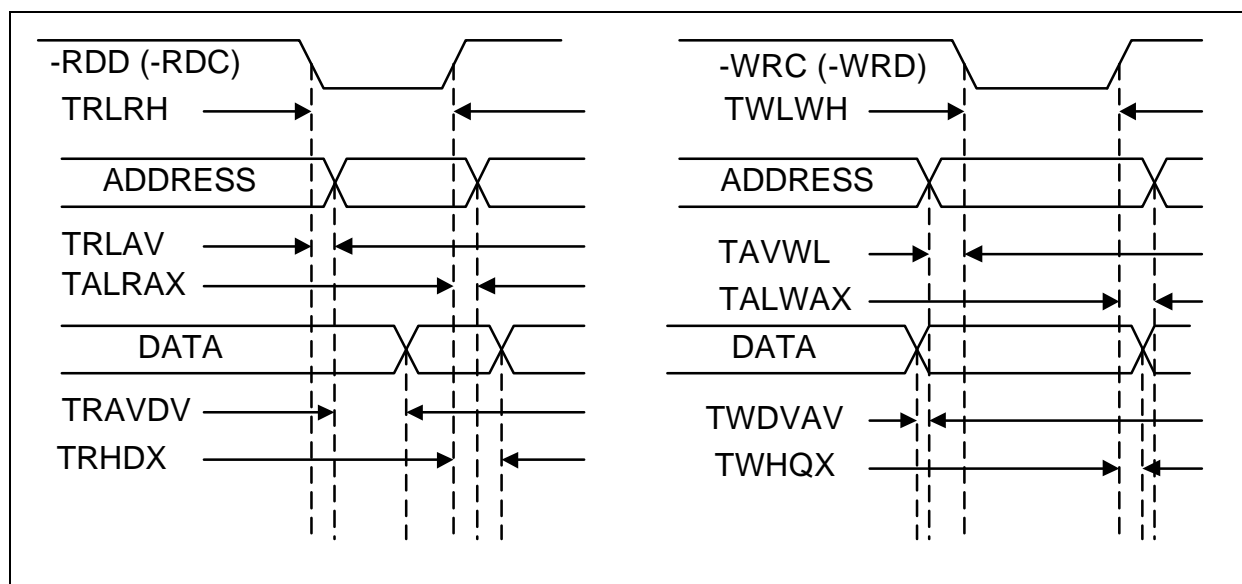 -RDD (-RDC)
TRLRH
ADDRESS
TRLAV
TALRAX
DATA
TRAVDV
TRHDX
-WRC (-WRD)
TWLWH
ADDRESS
TAVWL
TALWAX
DATA
TWDVAV
TWHQX